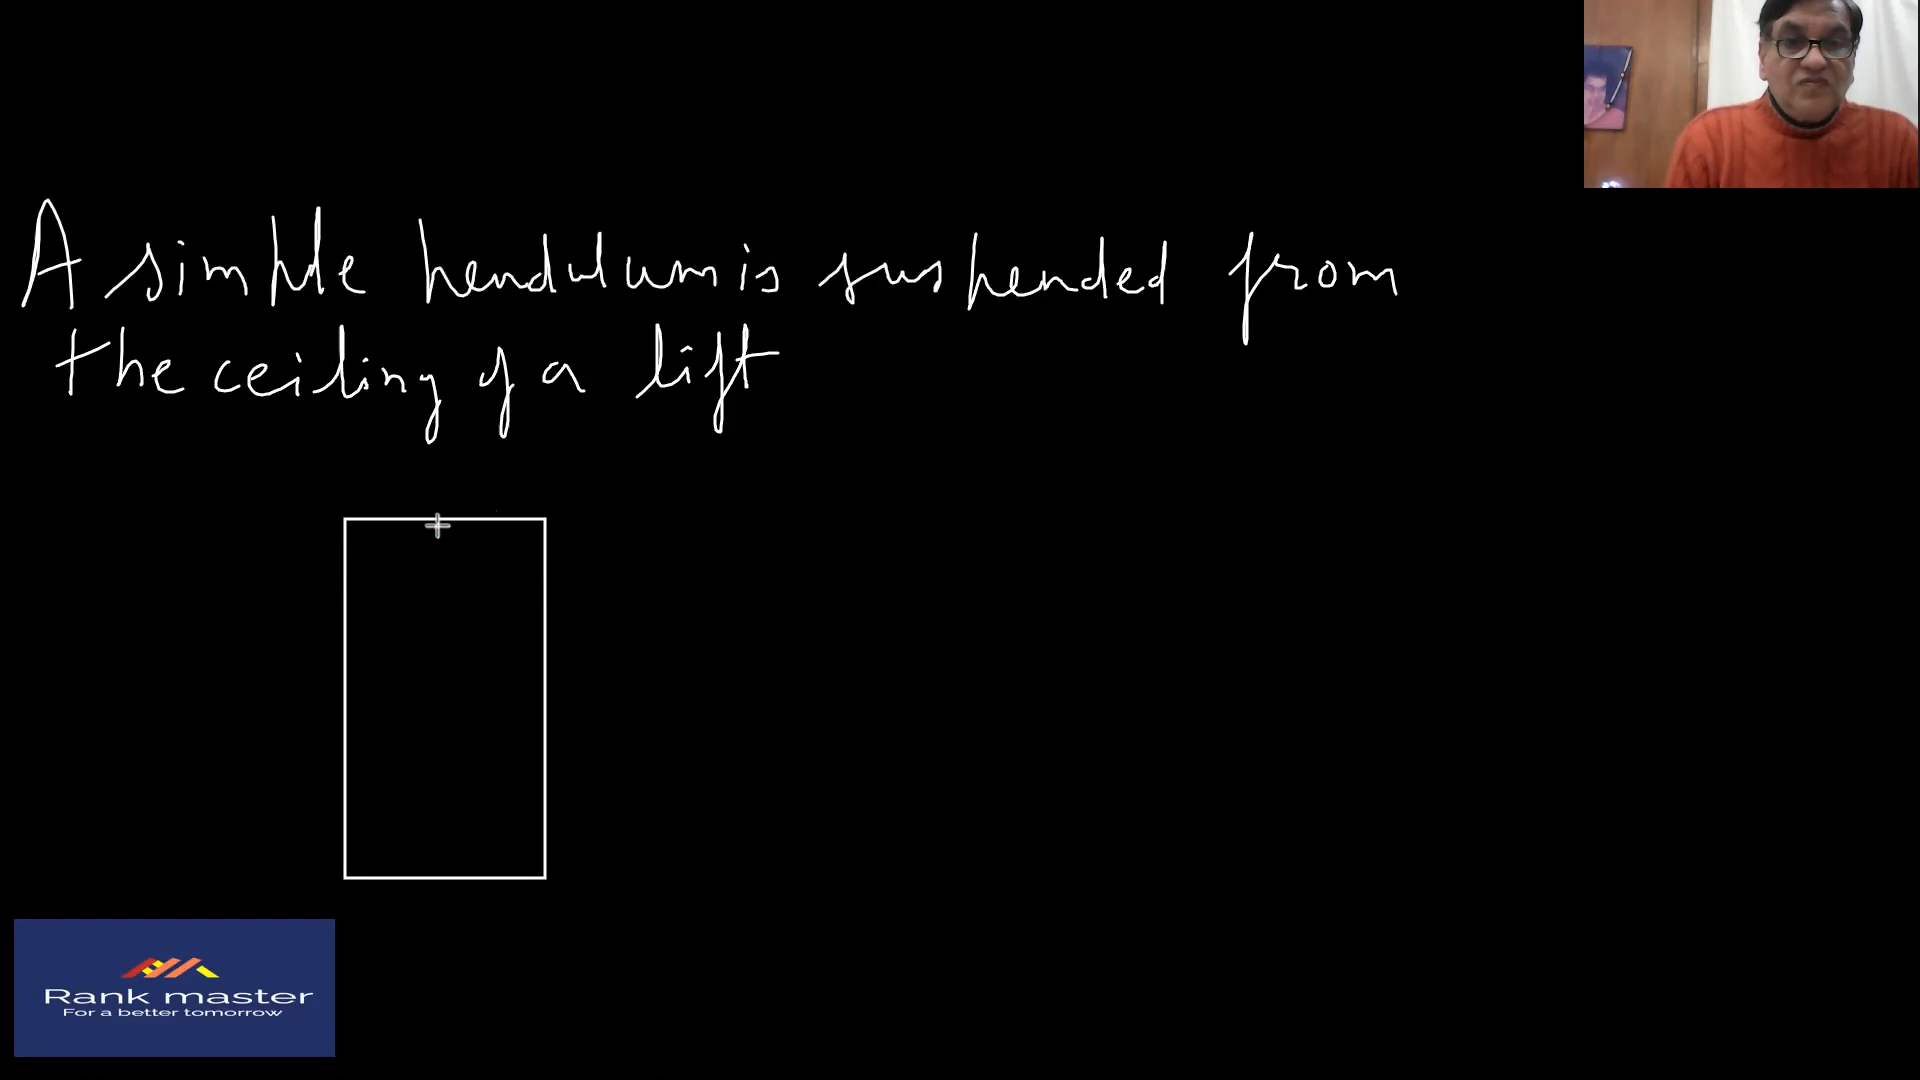 A simple pendulum is suspended from
the ceiling of a lift
Rank master
For a better tomorrow